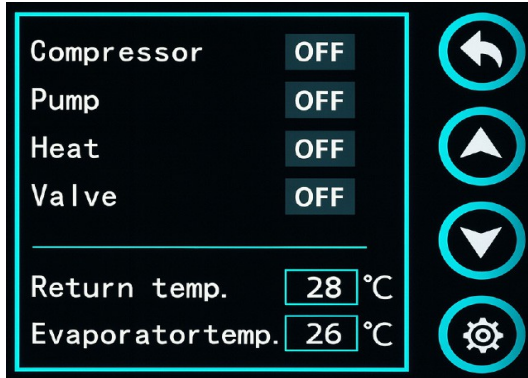 Compressor OFF
Pump OFF
Heat OFF
Valve OFF
Return temp. 28 ℃
Evaporatortemp. 26 ℃